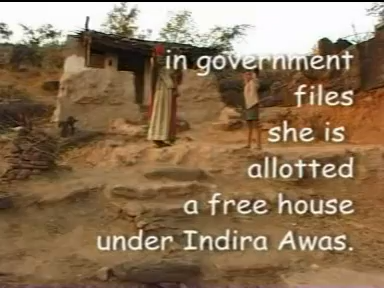 in government
files
she is
allotted
a free house
under Indira Awas.